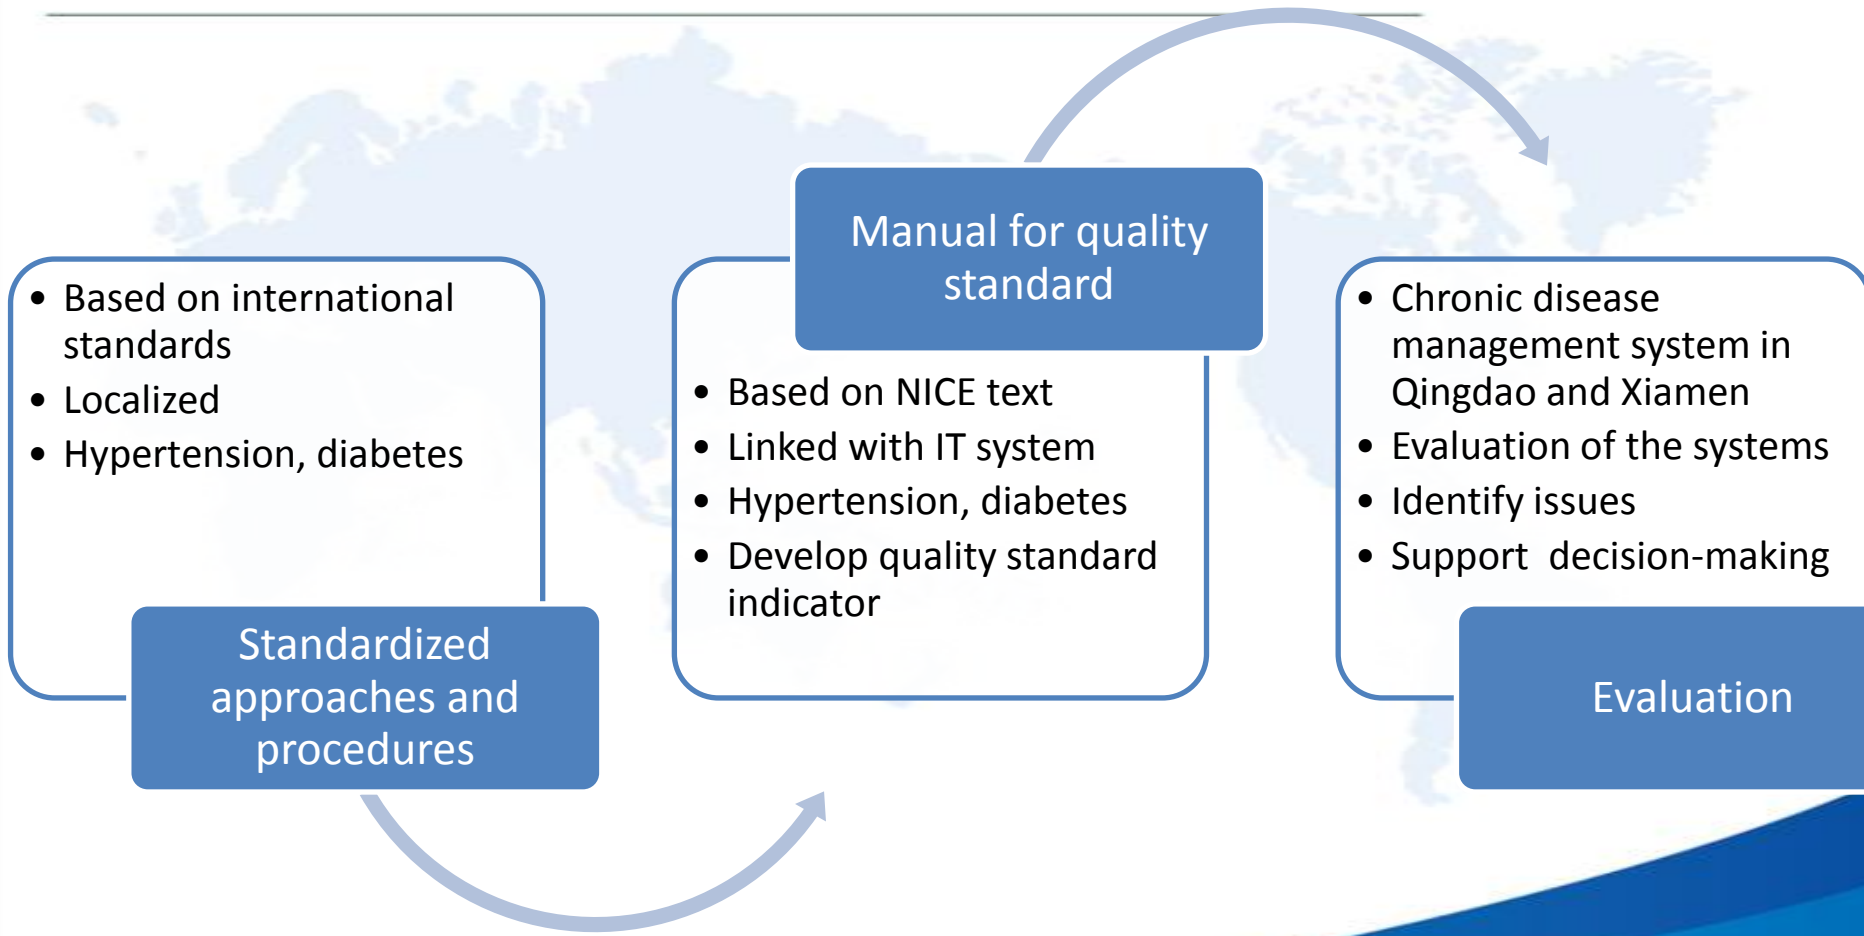 • Based on international
standards
• Localized
• Hypertension, diabetes
Standardized
approaches and
procedures
Manual for quality
standard
• Based on NICE text
• Linked with IT system
• Hypertension, diabetes
• Develop quality standard
indicator
• Chronic disease
management system in
Qingdao and Xiamen
• Evaluation of the systems
• Identify issues
• Support  decision-making
Evaluation